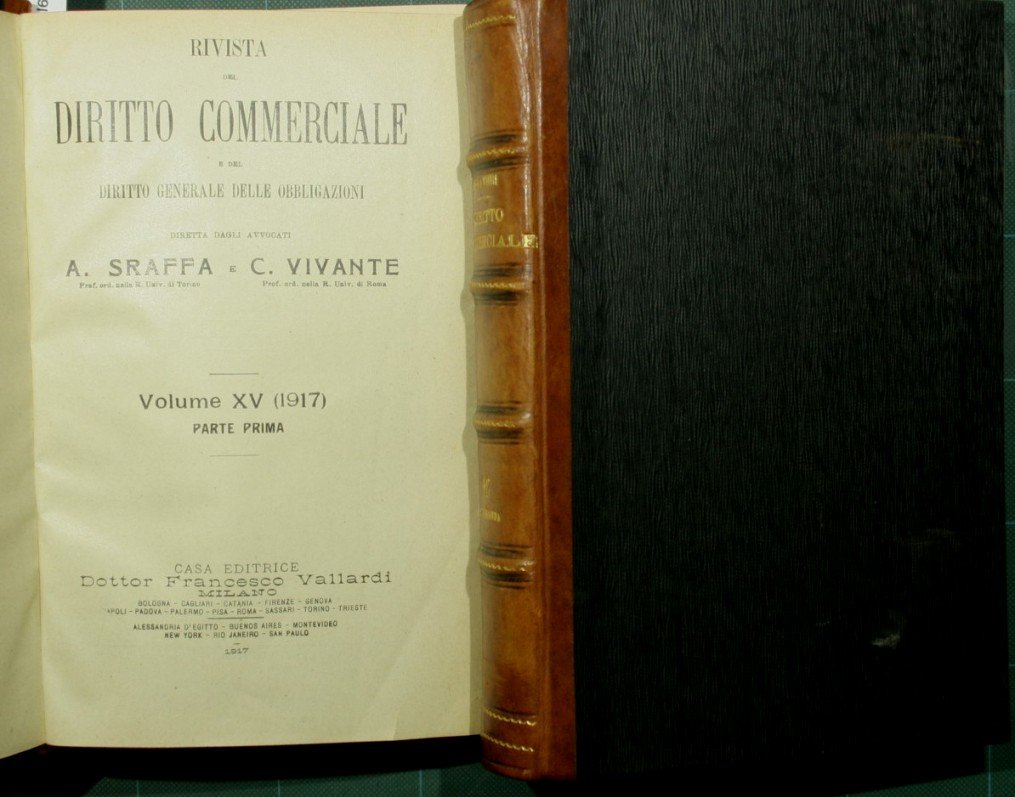 RIVISTA
DEL
DIRITTO COMMERCIALE
E DEL
DIRITTO GENERALE DELLE OBBLIGAZIONI
DIRETTA DAGLI AVVOCATI
A. SRAFFA E C. VIVANTE
Prof. ord. nella R. Univ. di Torino Prof. ord. nella R. Univ. di Roma
Volume XV (1917)
PARTE PRIMA
CASA EDITRICE
Dottor Francesco Vallardi
MILANO
BOLOGNA - CAGLIARI - CATANIA - FIRENZE - GENOVA
APOLI - PADOVA - PALERMO - PISA - ROMA - SASSARI - TORINO - TRIESTE
ALESSANDRIA D'EGITTO - BUENOS AIRES - MONTEVIDEO
NEW YORK - RIO JANEIRO - SAN PAULO
1917